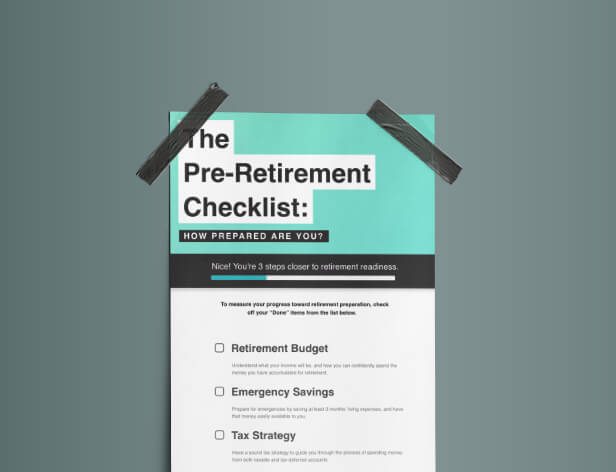 The
Pre-Retirement
Checklist:
HOW PREPARED ARE YOU?
Nice! You're 3 steps closer to retirement readiness.
To measure your progress toward retirement preparation, check
off your "Done" items from the list below.
Retirement Budget
Understand what your income will be, and how you can confidently spend the
money you have accumulated for retirement.
Emergency Savings
Prepare for emergencies by saving at least 3 months' living expenses, and have
that money easily available to you.
Tax Strategy
Have a sound tax strategy to guide you through the process of spending money
from both taxable and tax-deferred accounts.